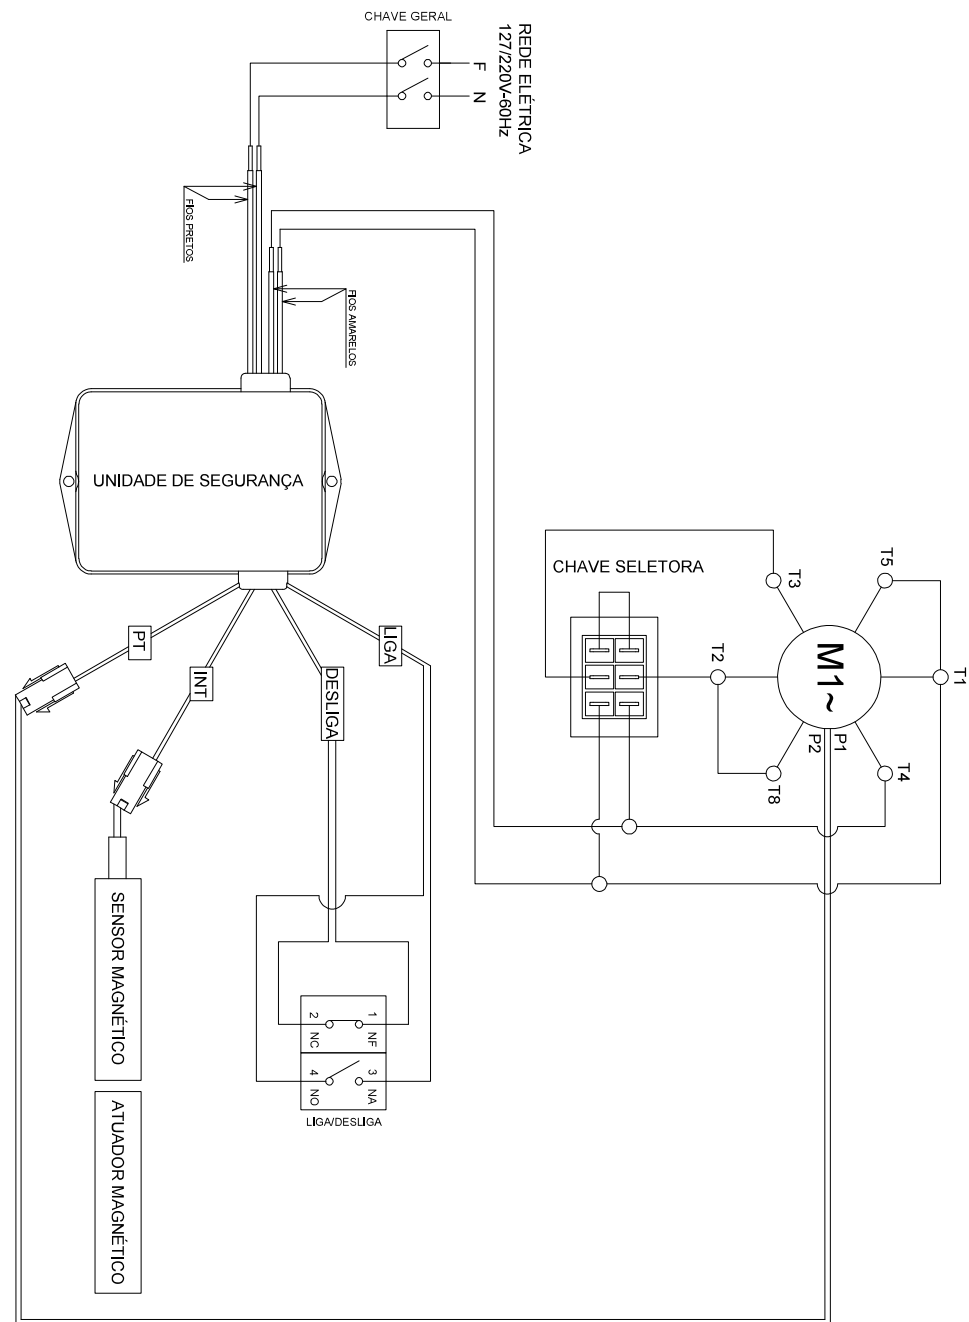 CHAVE GERAL
REDE ELÉTRICA
127/220V-60Hz
F
N
FIOS PRETOS
FIOS AMARELOS
UNIDADE DE SEGURANÇA
CHAVE SELETORA
T3
T5
T2
T1
M1~
P1
P2
T8
T4
PT
INT
DESLIGA
LIGA
SENSOR MAGNÉTICO
ATUADOR MAGNÉTICO
2 1
NC NF
4 3
NO NA
LIGA/DESLIGA